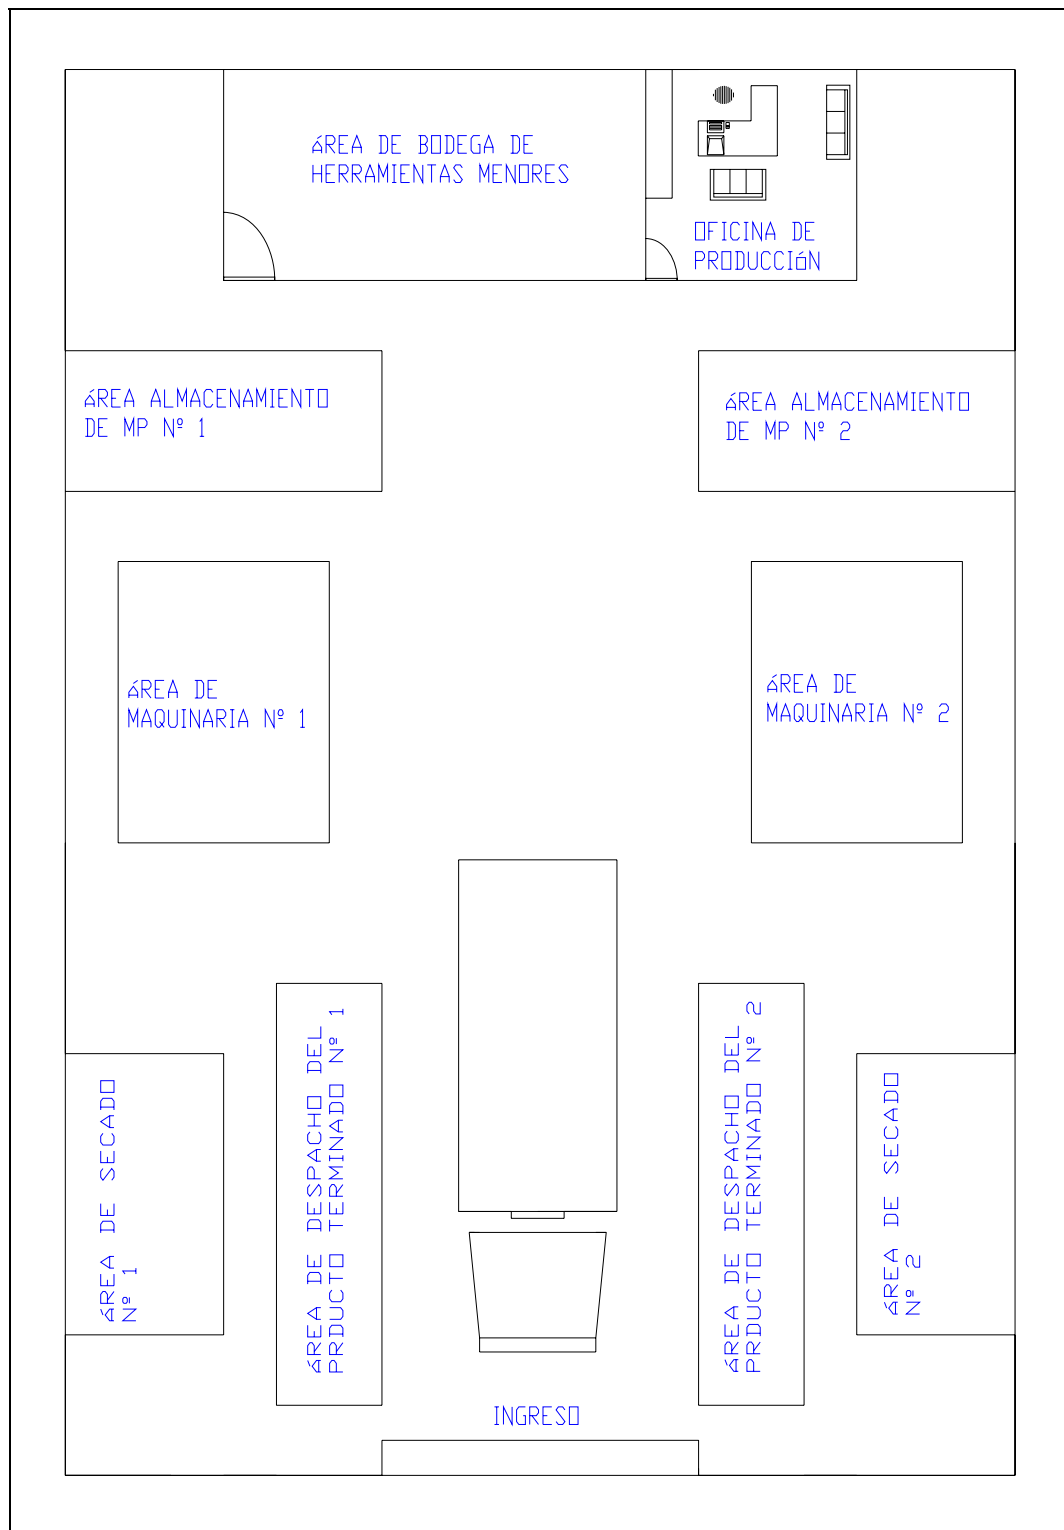 ÁREA DE BODEGA DE
HERRAMIENTAS MENORES
OFICINA DE
PRODUCCIÓN
ÁREA ALMACENAMIENTO
DE MP Nº 1
ÁREA ALMACENAMIENTO
DE MP Nº 2
ÁREA DE
MAQUINARIA Nº 1
ÁREA DE
MAQUINARIA Nº 2
ÁREA DE SECADO
Nº 1
ÁREA DE DESPACHO DEL
PRODUCTO TERMINADO Nº 1
ÁREA DE DESPACHO DEL
PRODUCTO TERMINADO Nº 2
ÁREA DE SECADO
Nº 2
INGRESO